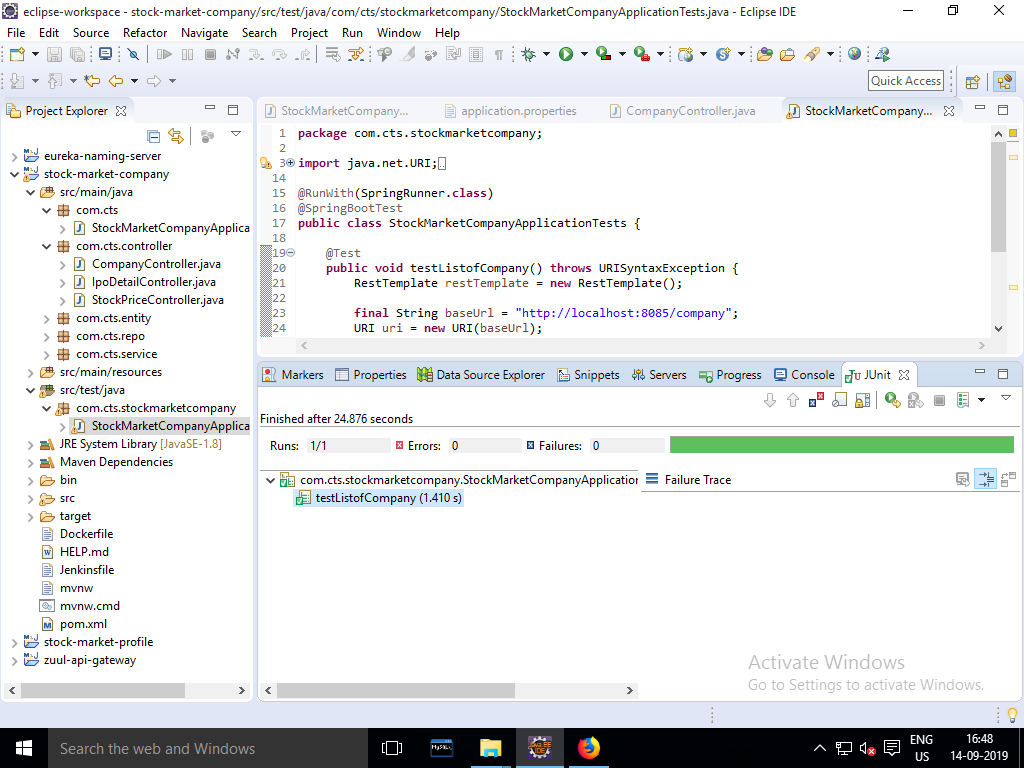 eclipse-workspace - stock-market-company/src/test/java/com/cts/stockmarketcompany/StockMarketCompanyApplicationTests.java - Eclipse IDE
File Edit Source Refactor Navigate Search Project Run Window Help
Quick Access
Project Explorer
eureka-naming-server
stock-market-company
src/main/java
com.cts
StockMarketCompanyApplica
com.cts.controller
CompanyController.java
IpoDetailController.java
StockPriceController.java
com.cts.entity
com.cts.repo
com.cts.service
src/main/resources
src/test/java
com.cts.stockmarketcompany
StockMarketCompanyApplica
JRE System Library [JavaSE-1.8]
Maven Dependencies
bin
src
target
Dockerfile
HELP.md
Jenkinsfile
mvnw
mvnw.cmd
pom.xml
stock-market-profile
zuul-api-gateway
StockMarketCompany... application.properties CompanyController.java StockMarketCompany...
1 package com.cts.stockmarketcompany;
2
3 import java.net.URI;
14
15 @RunWith(SpringRunner.class)
16 @SpringBootTest
17 public class StockMarketCompanyApplicationTests {
18
19 @Test
20 public void testListofCompany() throws URISyntaxException {
21 RestTemplate restTemplate = new RestTemplate();
22
23 final String baseUrl = "http://localhost:8085/company";
24 URI uri = new URI(baseUrl);
Markers Properties Data Source Explorer Snippets Servers Progress Console JUnit
Finished after 24.876 seconds
Runs: 1/1 Errors: 0 Failures: 0
com.cts.stockmarketcompany.StockMarketCompanyApplication
testListofCompany (1.410 s)
Failure Trace
Activate Windows
Go to Settings to activate Windows.
Search the web and Windows
ENG
US
16:48
14-09-2019